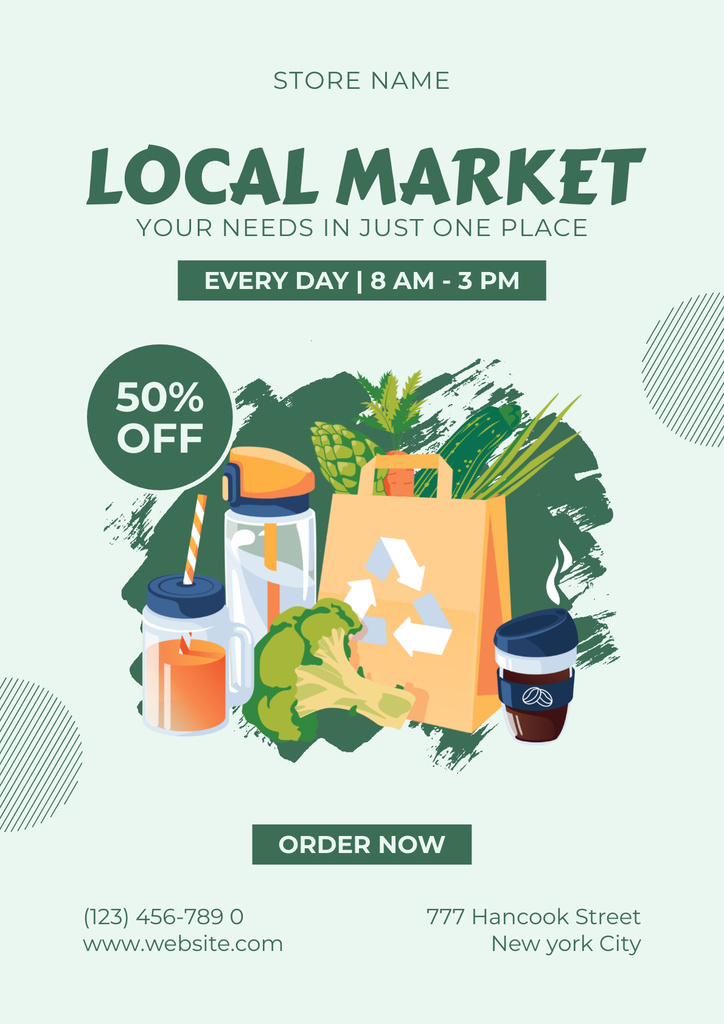 STORE NAME
LOCAL MARKET
YOUR NEEDS IN JUST ONE PLACE
EVERY DAY | 8 AM - 3 PM
50%
OFF
ORDER NOW
(123) 456-789 0
www.website.com
777 Hancook Street
New york City